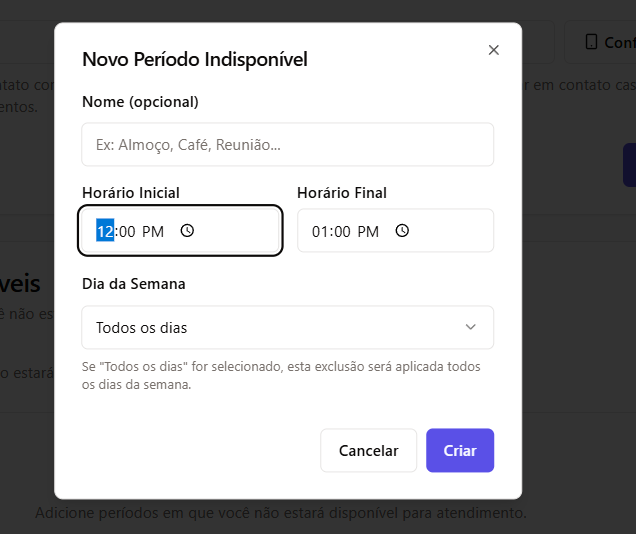 Novo Período Indisponível
Conf
tato con
r em contato cas
entos.
Nome (opcional)
Ex: Almoço, Café, Reunião...
Horário Inicial
Horário Final
12:00 PM
01:00 PM
veis
Dia da Semana
ê não es
Todos os dias
o estará
Se "Todos os dias" for selecionado, esta exclusão será aplicada todos
os dias da semana.
Cancelar
Criar
Adicione períodos em que você não estará disponível para atendimento.